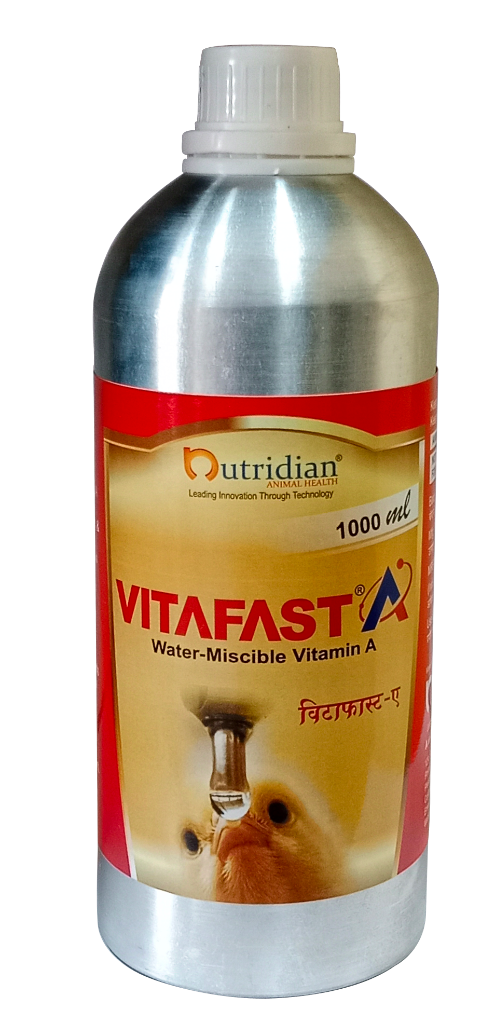 Nutridian®
ANIMAL HEALTH
Leading Innovation Through Technology
1000 ml
VITAFAST® A
Water-Miscible Vitamin A
विटाफास्ट-ए